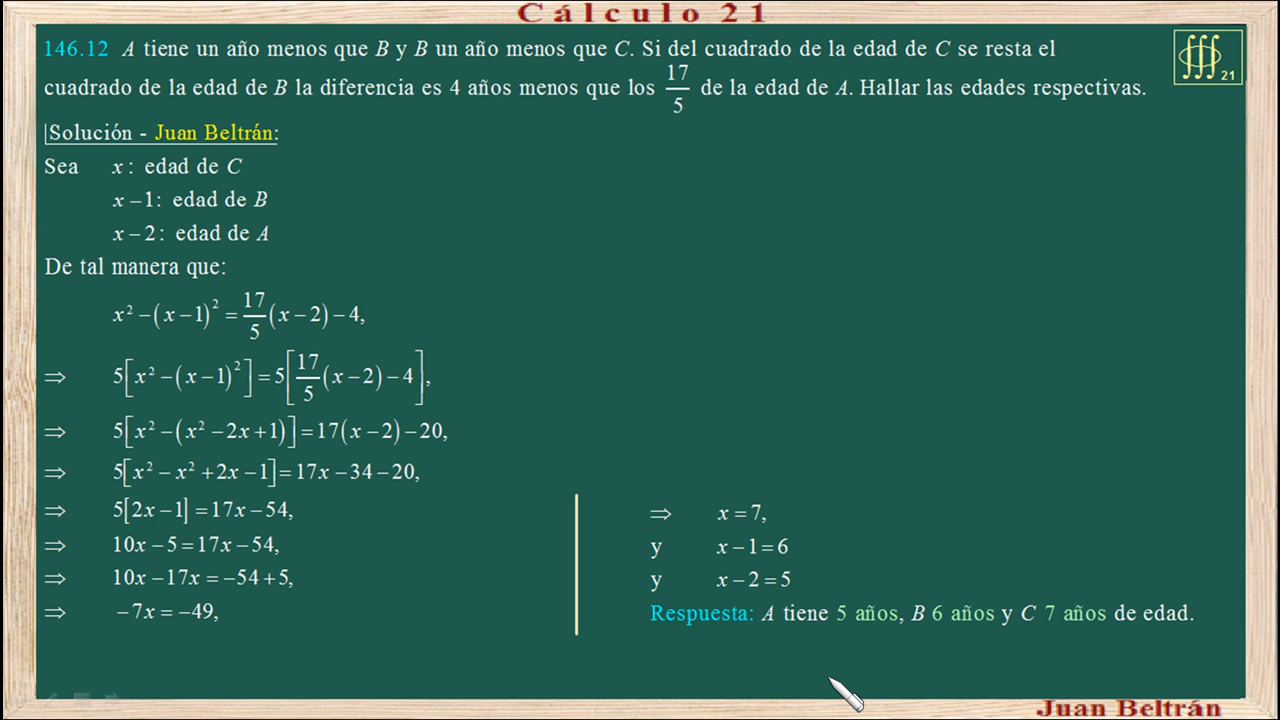 Cálculo 21
146.12 A tiene un año menos que B y B un año menos que C. Si del cuadrado de la edad de C se resta el
cuadrado de la edad de B la diferencia es 4 años menos que los 17/5 de la edad de A. Hallar las edades respectivas.
21
Solución - Juan Beltrán:
Sea x: edad de C
x−1: edad de B
x−2: edad de A
De tal manera que:
x² − (x−1)² = 17/5 (x−2) − 4,
⇒ 5[x² − (x−1)²] = 5[17/5 (x−2) − 4],
⇒ 5[x² − (x² − 2x + 1)] = 17(x−2) − 20,
⇒ 5[x² − x² + 2x − 1] = 17x − 34 − 20,
⇒ 5[2x − 1] = 17x − 54,
⇒ 10x − 5 = 17x − 54,
⇒ 10x − 17x = −54 + 5,
⇒ −7x = −49,
⇒ x = 7,
y x − 1 = 6
y x − 2 = 5
Respuesta: A tiene 5 años, B 6 años y C 7 años de edad.
Juan Beltrán